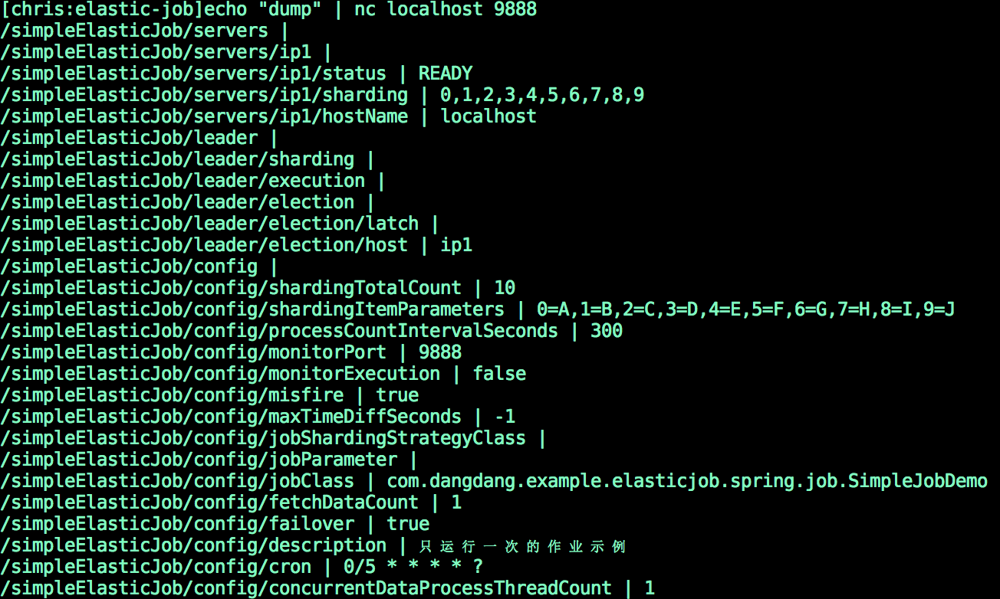 [chris:elastic-job]echo "dump" | nc localhost 9888
/simpleElasticJob/servers |
/simpleElasticJob/servers/ip1 |
/simpleElasticJob/servers/ip1/status | READY
/simpleElasticJob/servers/ip1/sharding | 0,1,2,3,4,5,6,7,8,9
/simpleElasticJob/servers/ip1/hostName | localhost
/simpleElasticJob/leader |
/simpleElasticJob/leader/sharding |
/simpleElasticJob/leader/execution |
/simpleElasticJob/leader/election |
/simpleElasticJob/leader/election/latch |
/simpleElasticJob/leader/election/host | ip1
/simpleElasticJob/config |
/simpleElasticJob/config/shardingTotalCount | 10
/simpleElasticJob/config/shardingItemParameters | 0=A,1=B,2=C,3=D,4=E,5=F,6=G,7=H,8=I,9=J
/simpleElasticJob/config/processCountIntervalSeconds | 300
/simpleElasticJob/config/monitorPort | 9888
/simpleElasticJob/config/monitorExecution | false
/simpleElasticJob/config/misfire | true
/simpleElasticJob/config/maxTimeDiffSeconds | -1
/simpleElasticJob/config/jobShardingStrategyClass |
/simpleElasticJob/config/jobParameter |
/simpleElasticJob/config/jobClass | com.dangdang.example.elasticjob.spring.job.SimpleJobDemo
/simpleElasticJob/config/fetchDataCount | 1
/simpleElasticJob/config/failover | true
/simpleElasticJob/config/description | 只运行一次的作业示例
/simpleElasticJob/config/cron | 0/5 * * * * ?
/simpleElasticJob/config/concurrentDataProcessThreadCount | 1